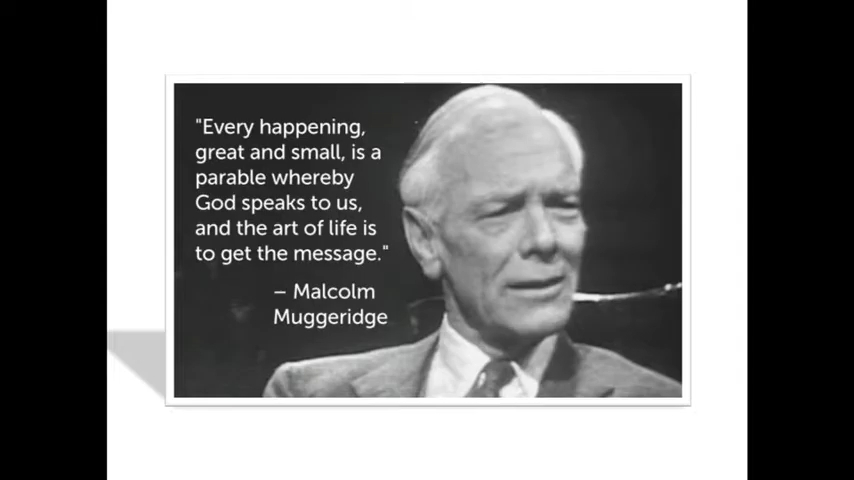 "Every happening,
great and small, is a
parable whereby
God speaks to us,
and the art of life is
to get the message."
– Malcolm
Muggeridge